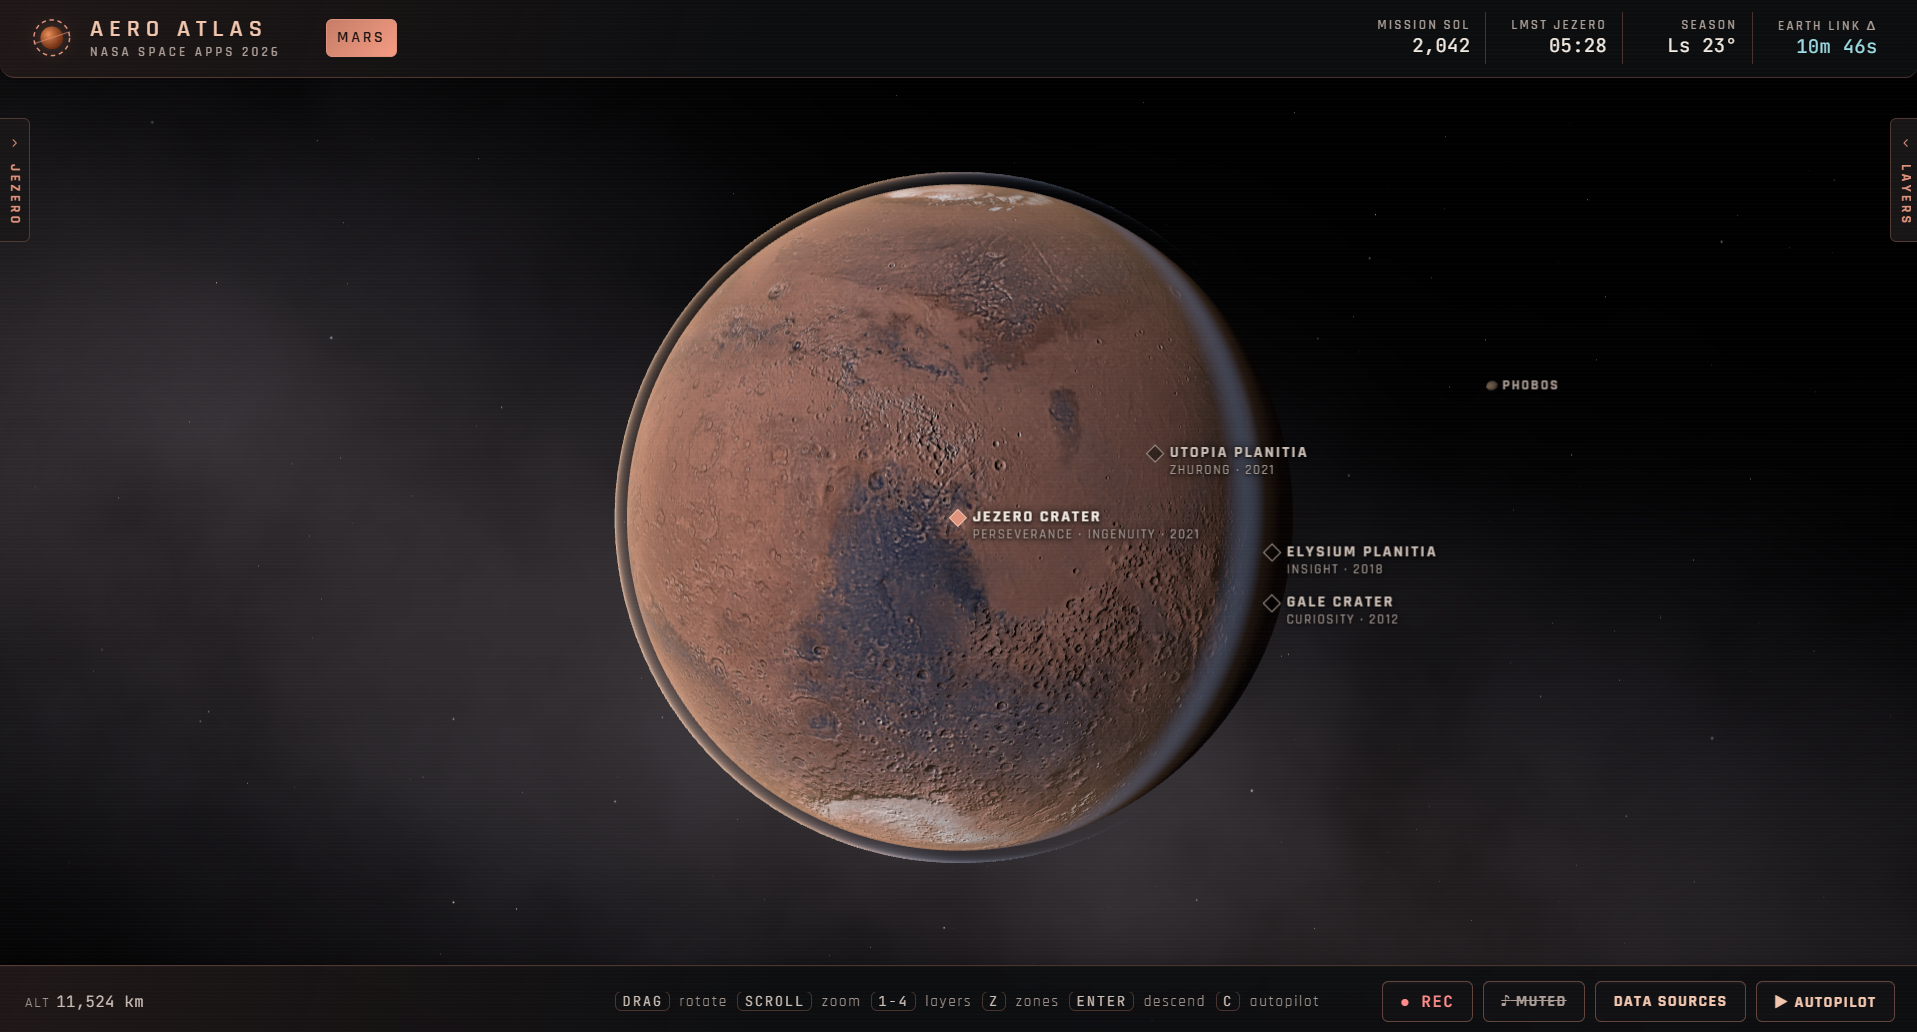 AERO ATLAS
NASA SPACE APPS 2026
MARS
MISSION SOL
2,042
LMST JEZERO
05:28
SEASON
Ls 23°
EARTH LINK Δ
10m 46s
› JEZERO
‹ LAYERS
PHOBOS
UTOPIA PLANITIA
ZHURONG · 2021
JEZERO CRATER
PERSEVERANCE · INGENUITY · 2021
ELYSIUM PLANITIA
INSIGHT · 2018
GALE CRATER
CURIOSITY · 2012
ALT 11,524 km
DRAG rotate SCROLL zoom 1-4 layers Z zones ENTER descend C autopilot
● REC
♪ MUTED
DATA SOURCES
▶ AUTOPILOT